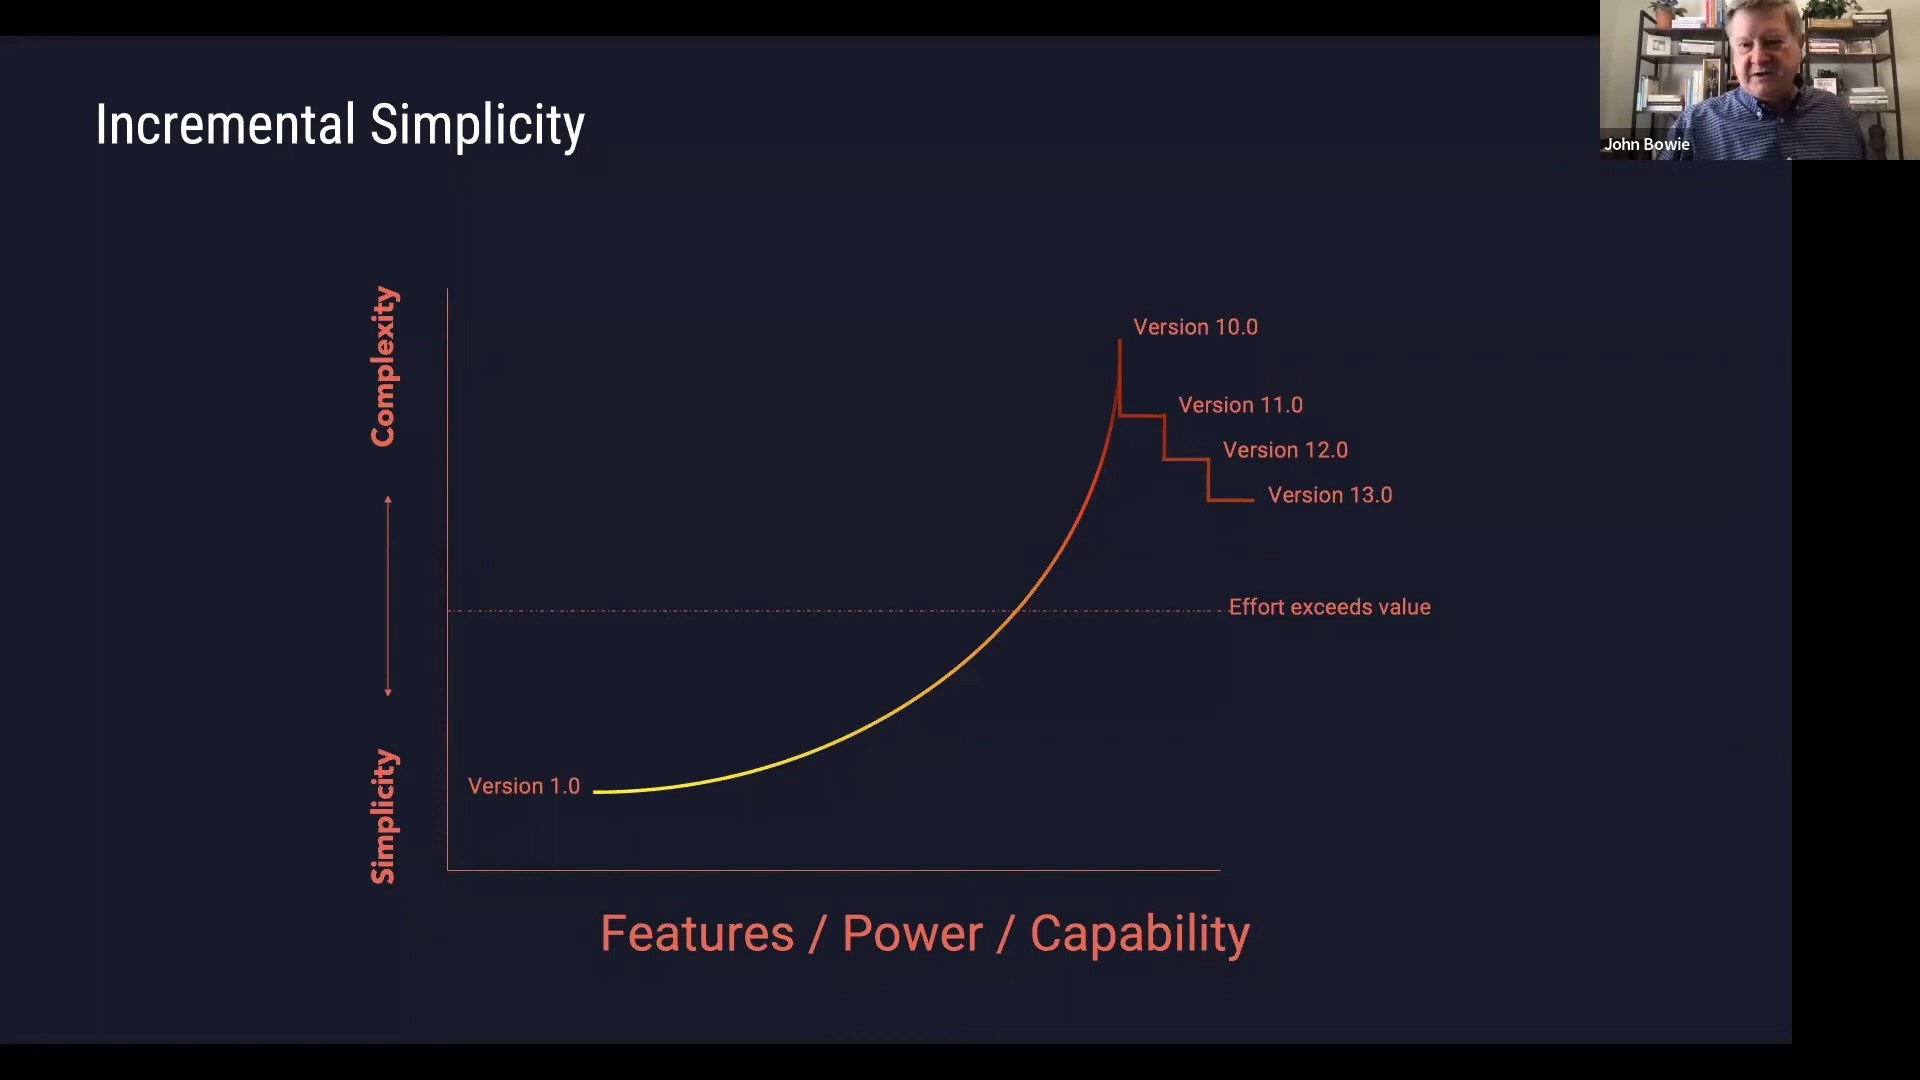 Incremental Simplicity
John Bowie
Complexity
Simplicity
Version 10.0
Version 11.0
Version 12.0
Version 13.0
Effort exceeds value
Version 1.0
Features / Power / Capability